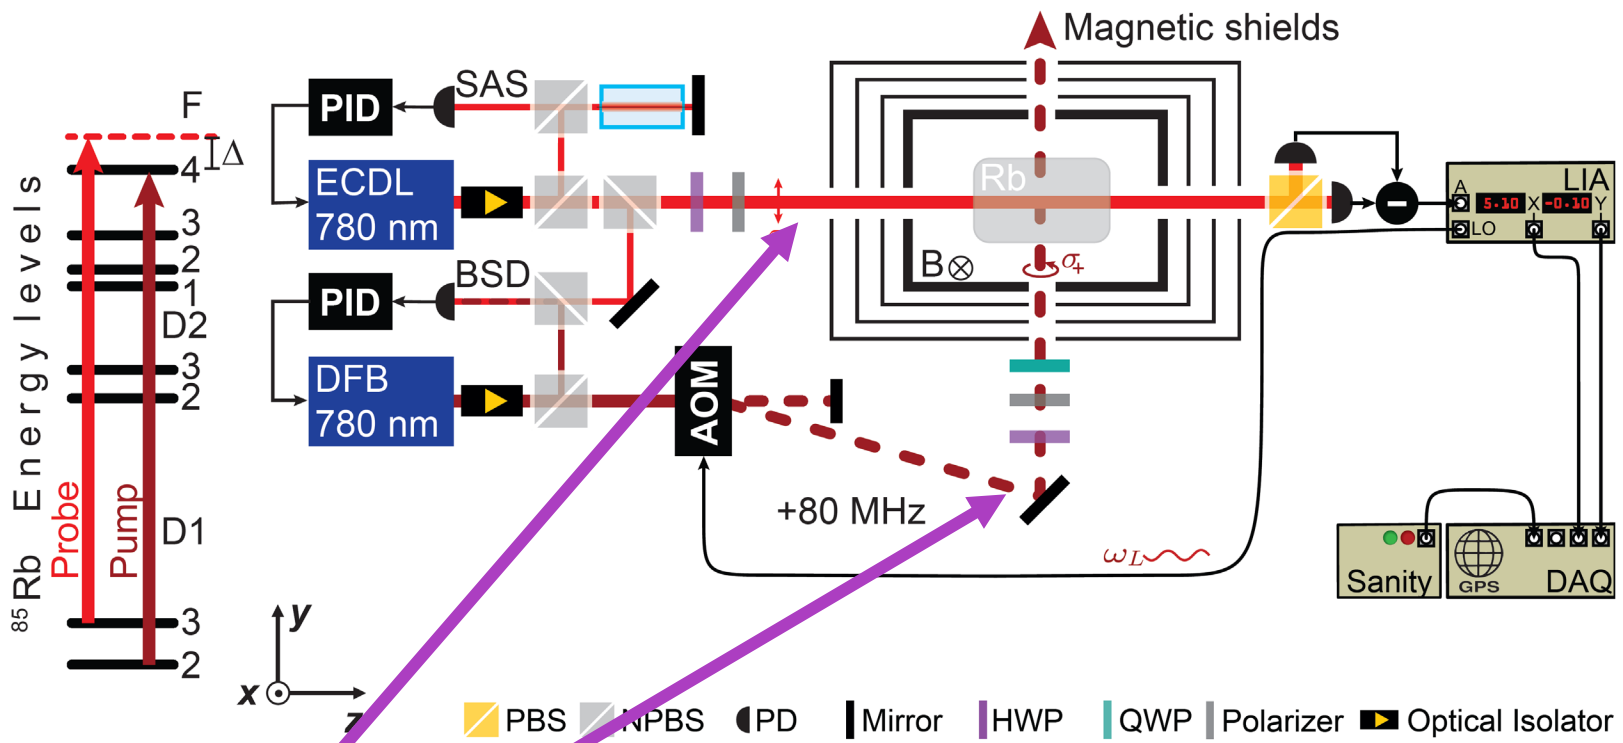 ⁸⁵Rb Energy levels
F
Δ
4
3
2
1
D2
3
2
D1
3
2
Probe
Pump
PID
SAS
ECDL
780 nm
PID
BSD
DFB
780 nm
AOM
+80 MHz
ω_L
Magnetic shields
Rb
B⊗
σ₊
LIA
A
5.10
X
-0.10
Y
LO
Sanity
GPS
DAQ
y
x
z
PBS
NPBS
PD
Mirror
HWP
QWP
Polarizer
Optical Isolator